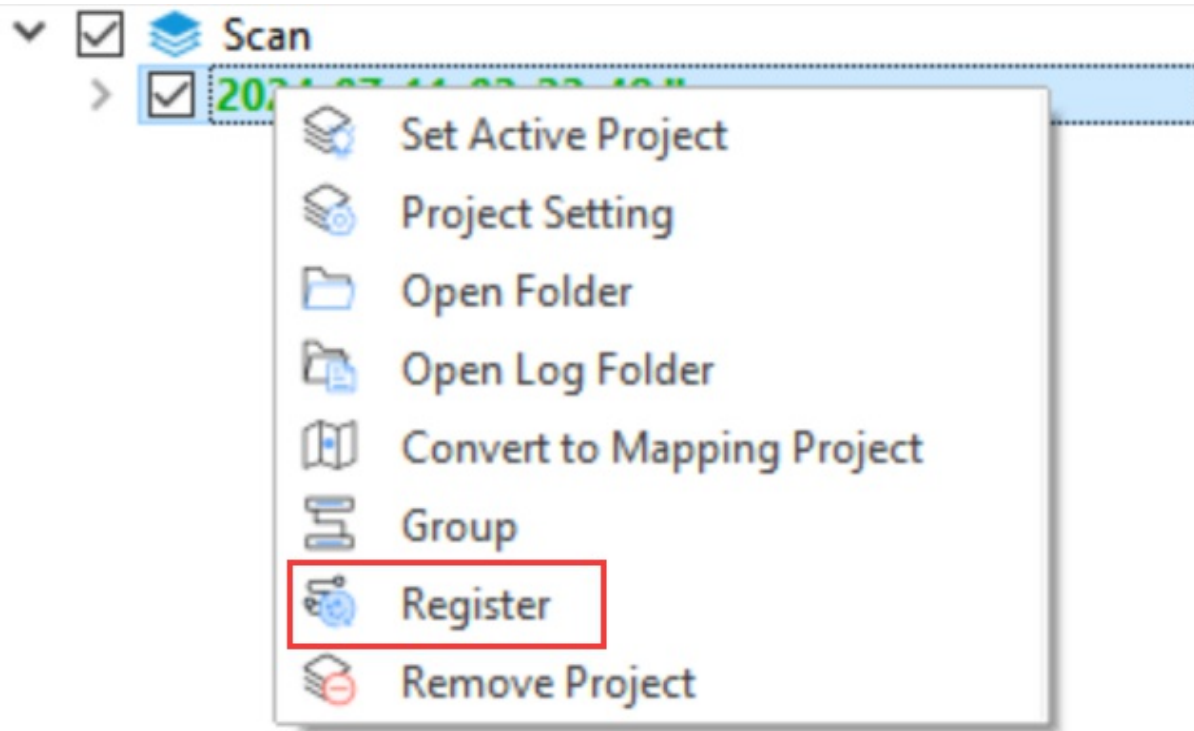 Scan
Set Active Project
Project Setting
Open Folder
Open Log Folder
Convert to Mapping Project
Group
Register
Remove Project